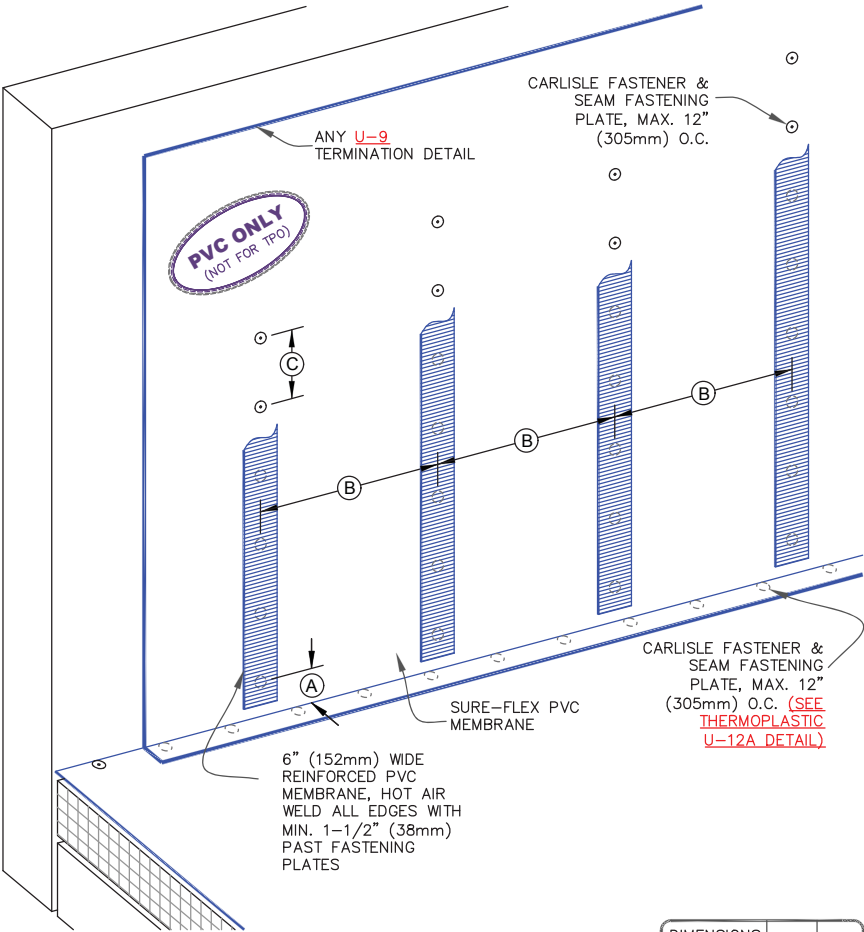 CARLISLE FASTENER &
SEAM FASTENING
PLATE, MAX. 12”
(305mm) O.C.
ANY U–9
TERMINATION DETAIL
PVC ONLY
(NOT FOR TPO)
C
B
B
B
A
CARLISLE FASTENER &
SEAM FASTENING
PLATE, MAX. 12”
(305mm) O.C. (SEE
THERMOPLASTIC
U–12A DETAIL)
SURE–FLEX PVC
MEMBRANE
6” (152mm) WIDE
REINFORCED PVC
MEMBRANE, HOT AIR
WELD ALL EDGES WITH
MIN. 1–1/2” (38mm)
PAST FASTENING
PLATES
DIMENSIONS